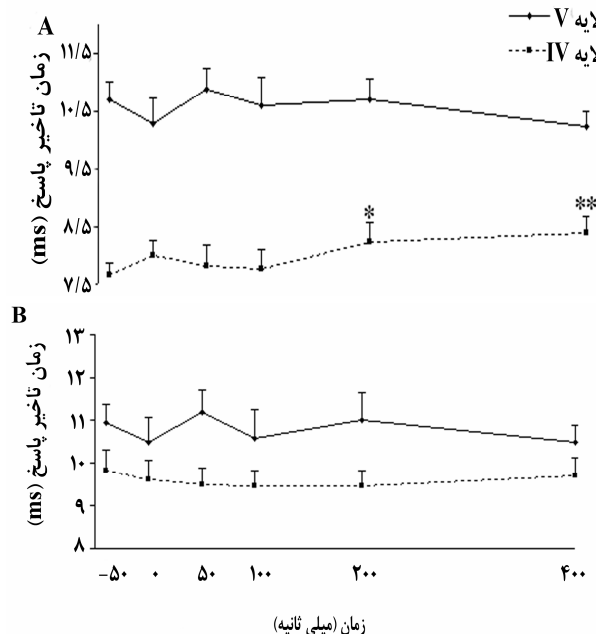 A
لایه V
لایه IV
زمان تاخیر پاسخ (ms)
۱۱/۵
۱۰/۵
۹/۵
۸/۵
۷/۵
*
**
B
زمان تاخیر پاسخ (ms)
۱۳
۱۲
۱۱
۱۰
۹
۸
-۵۰ ۰ ۵۰ ۱۰۰ ۲۰۰ ۴۰۰
زمان (میلی ثانیه)